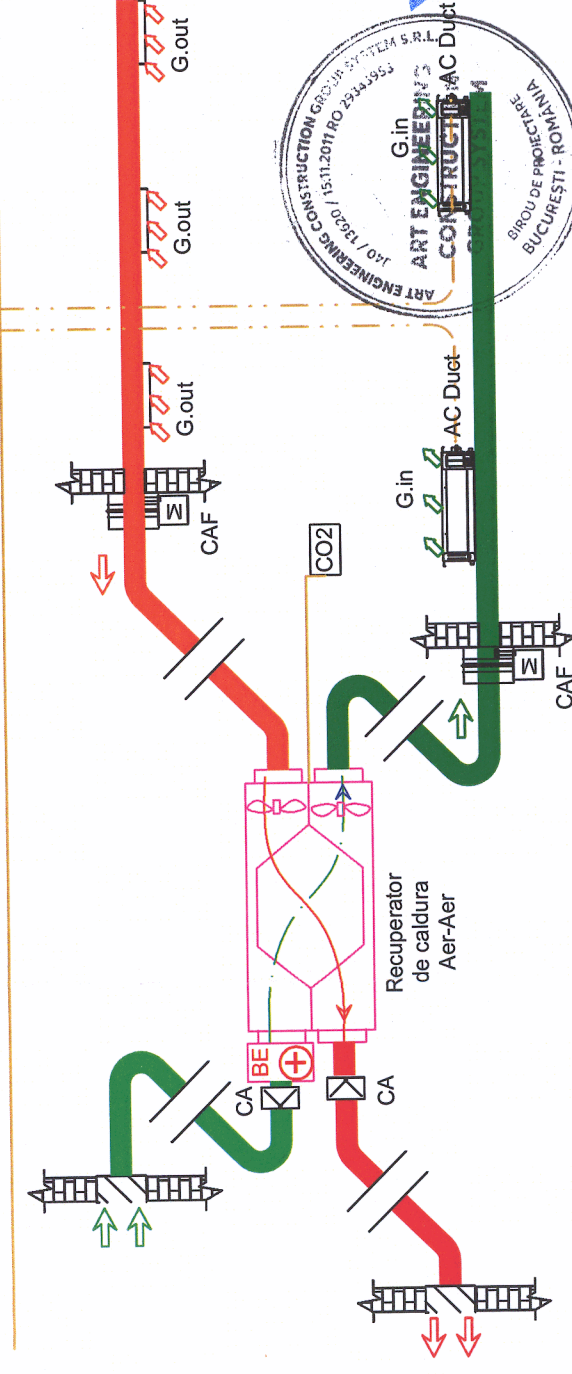 G.out
G.out
G.out
M
CAF
CO2
G.in
AC Duct
G.in
AC Duct
M
CAF
Recuperator
de caldura
Aer-Aer
BE
CA
CA
ART ENGINEERING CONSTRUCTION GROUP SYSTEM S.R.L.
J40 / 13620 / 15.11.2011 RO 29343953
ART ENGINEERING
CONSTRUCTION
GROUP SYSTEM
BIROU DE PROIECTARE
BUCUREȘTI - ROMÂNIA